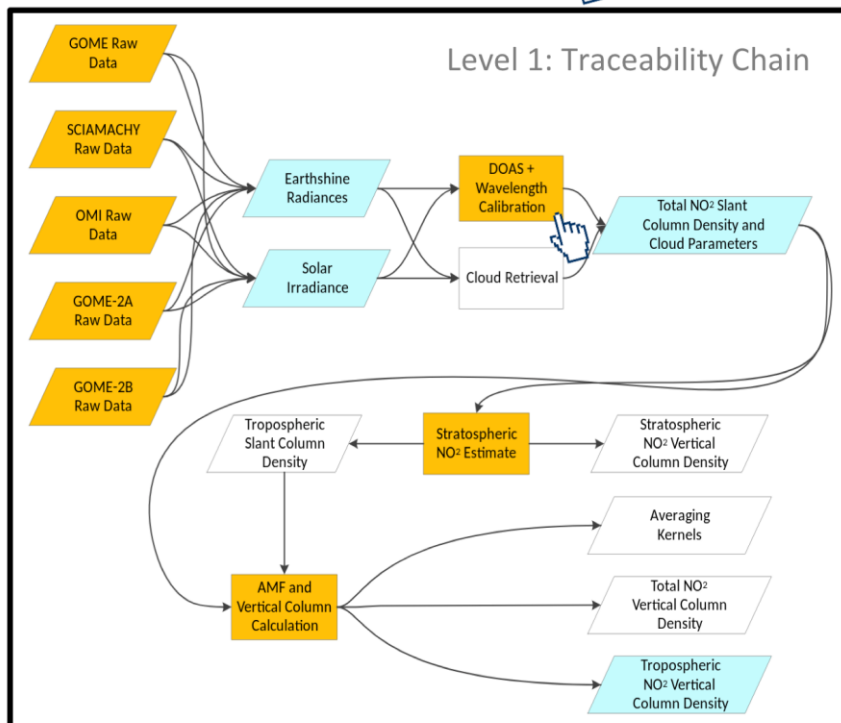 Level 1: Traceability Chain
GOME Raw
Data
SCIAMACHY
Raw Data
OMI Raw
Data
GOME-2A
Raw Data
GOME-2B
Raw Data
Earthshine
Radiances
Solar
Irradiance
DOAS +
Wavelength
Calibration
Cloud Retrieval
Total NO² Slant
Column Density and
Cloud Parameters
Tropospheric
Slant Column
Density
Stratospheric
NO² Estimate
Stratospheric
NO² Vertical
Column Density
AMF and
Vertical Column
Calculation
Averaging
Kernels
Total NO²
Vertical Column
Density
Tropospheric
NO² Vertical
Column Density